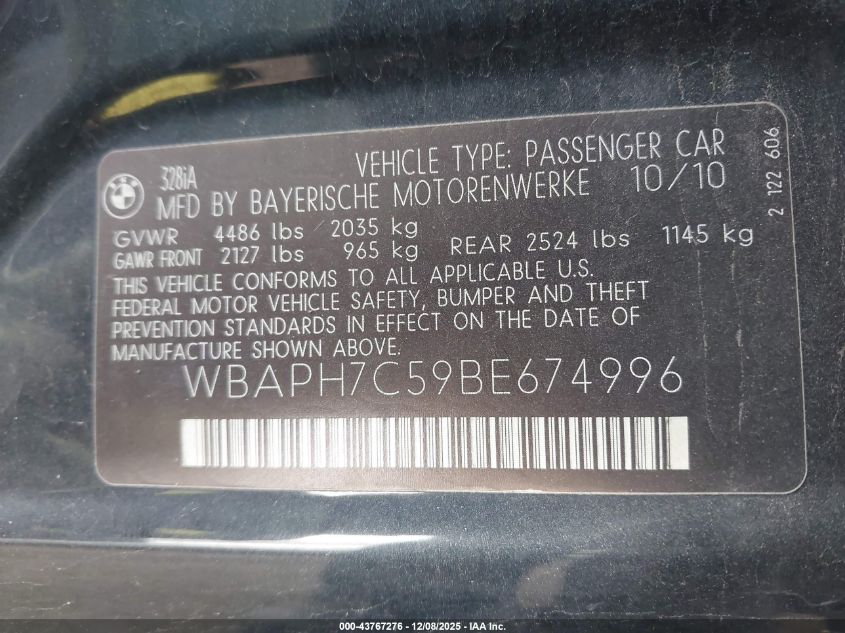 BMW
328iA
VEHICLE TYPE: PASSENGER CAR
MFD BY BAYERISCHE MOTORENWERKE 10/10
GVWR 4486 lbs 2035 kg
GAWR FRONT 2127 lbs 965 kg REAR 2524 lbs 1145 kg
THIS VEHICLE CONFORMS TO ALL APPLICABLE U.S.
FEDERAL MOTOR VEHICLE SAFETY, BUMPER AND THEFT
PREVENTION STANDARDS IN EFFECT ON THE DATE OF
MANUFACTURE SHOWN ABOVE.
WBAPH7C59BE674996
2 122 606
000-43767276 - 12/08/2025 - IAA Inc.